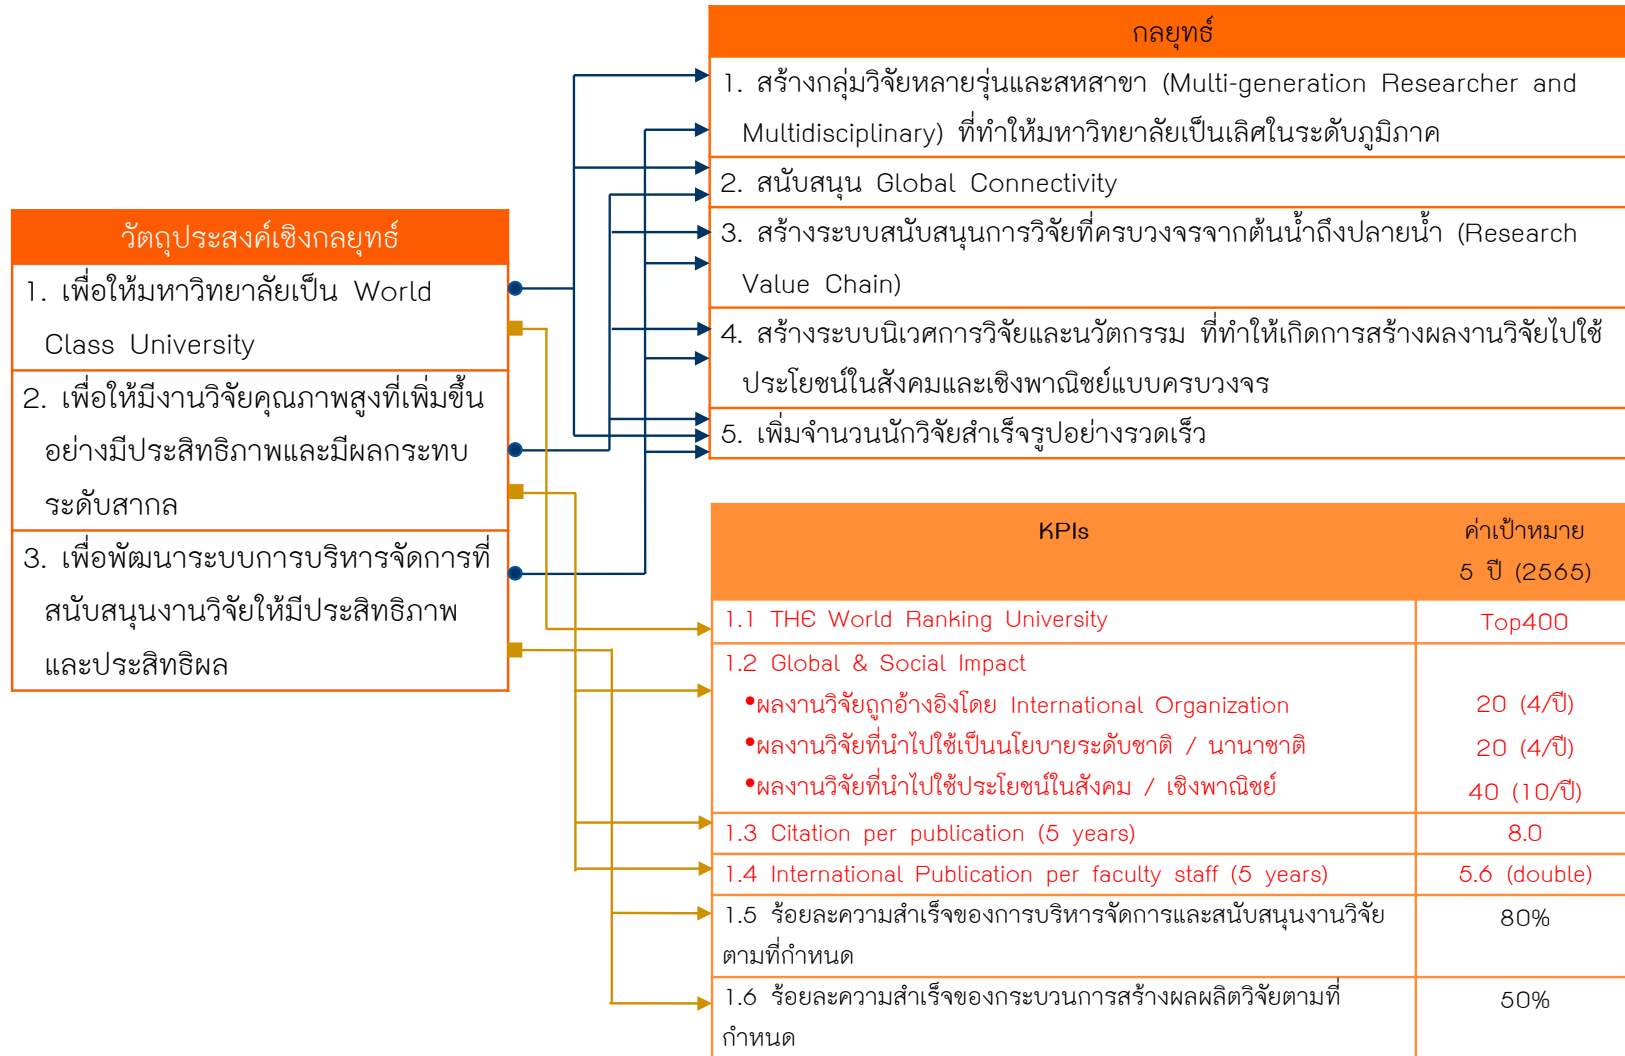 วัตถุประสงค์เชิงกลยุทธ์
1. เพื่อให้มหาวิทยาลัยเป็น World
Class University
2. เพื่อให้มีงานวิจัยคุณภาพสูงที่เพิ่มขึ้น
อย่างมีประสิทธิภาพและมีผลกระทบ
ระดับสากล
3. เพื่อพัฒนาระบบการบริหารจัดการที่
สนับสนุนงานวิจัยให้มีประสิทธิภาพ
และประสิทธิผล
กลยุทธ์
1. สร้างกลุ่มวิจัยหลายรุ่นและสหสาขา (Multi-generation Researcher and
Multidisciplinary) ที่ทำให้มหาวิทยาลัยเป็นเลิศในระดับภูมิภาค
2. สนับสนุน Global Connectivity
3. สร้างระบบสนับสนุนการวิจัยที่ครบวงจรจากต้นน้ำถึงปลายน้ำ (Research
Value Chain)
4. สร้างระบบนิเวศการวิจัยและนวัตกรรม ที่ทำให้เกิดการสร้างผลงานวิจัยไปใช้
ประโยชน์ในสังคมและเชิงพาณิชย์แบบครบวงจร
5. เพิ่มจำนวนนักวิจัยสำเร็จรูปอย่างรวดเร็ว
KPIs ค่าเป้าหมาย
5 ปี (2565)
1.1 THE World Ranking University Top400
1.2 Global & Social Impact
•ผลงานวิจัยถูกอ้างอิงโดย International Organization 20 (4/ปี)
•ผลงานวิจัยที่นำไปใช้เป็นนโยบายระดับชาติ / นานาชาติ 20 (4/ปี)
•ผลงานวิจัยที่นำไปใช้ประโยชน์ในสังคม / เชิงพาณิชย์ 40 (10/ปี)
1.3 Citation per publication (5 years) 8.0
1.4 International Publication per faculty staff (5 years) 5.6 (double)
1.5 ร้อยละความสำเร็จของการบริหารจัดการและสนับสนุนงานวิจัย 80%
ตามที่กำหนด
1.6 ร้อยละความสำเร็จของกระบวนการสร้างผลผลิตวิจัยตามที่ 50%
กำหนด